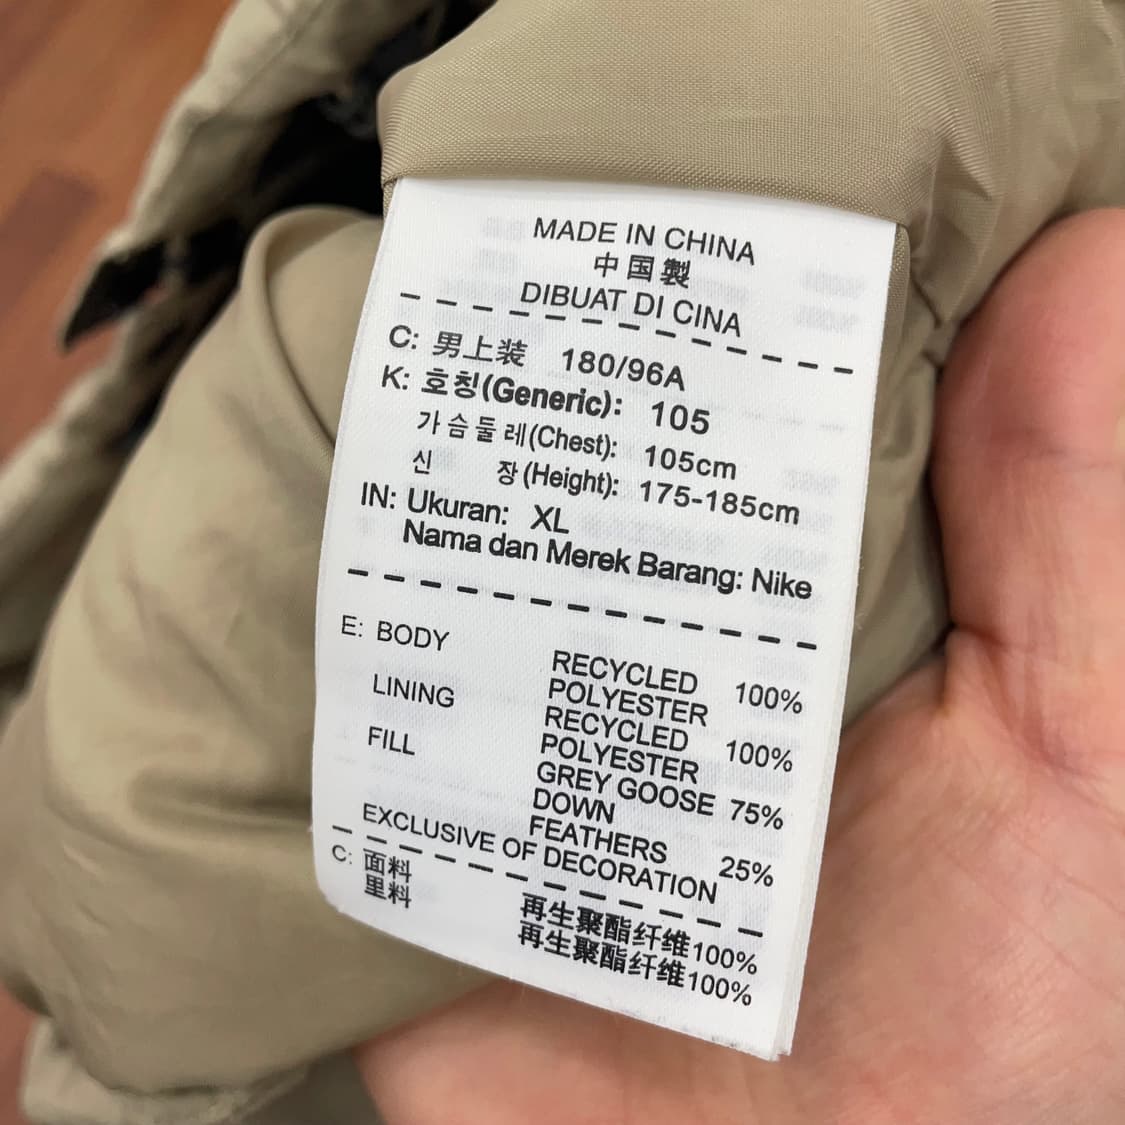 MADE IN CHINA
中国製
DIBUAT DI CINA
C: 男上装 180/96A
K: 호칭(Generic): 105
가슴둘레(Chest): 105cm
신 장(Height): 175-185cm
IN: Ukuran: XL
Nama dan Merek Barang: Nike
E: BODY RECYCLED POLYESTER 100%
LINING RECYCLED POLYESTER 100%
FILL GREY GOOSE DOWN 75%
FEATHERS 25%
EXCLUSIVE OF DECORATION
C: 面料 再生聚酯纤维100%
里料 再生聚酯纤维100%